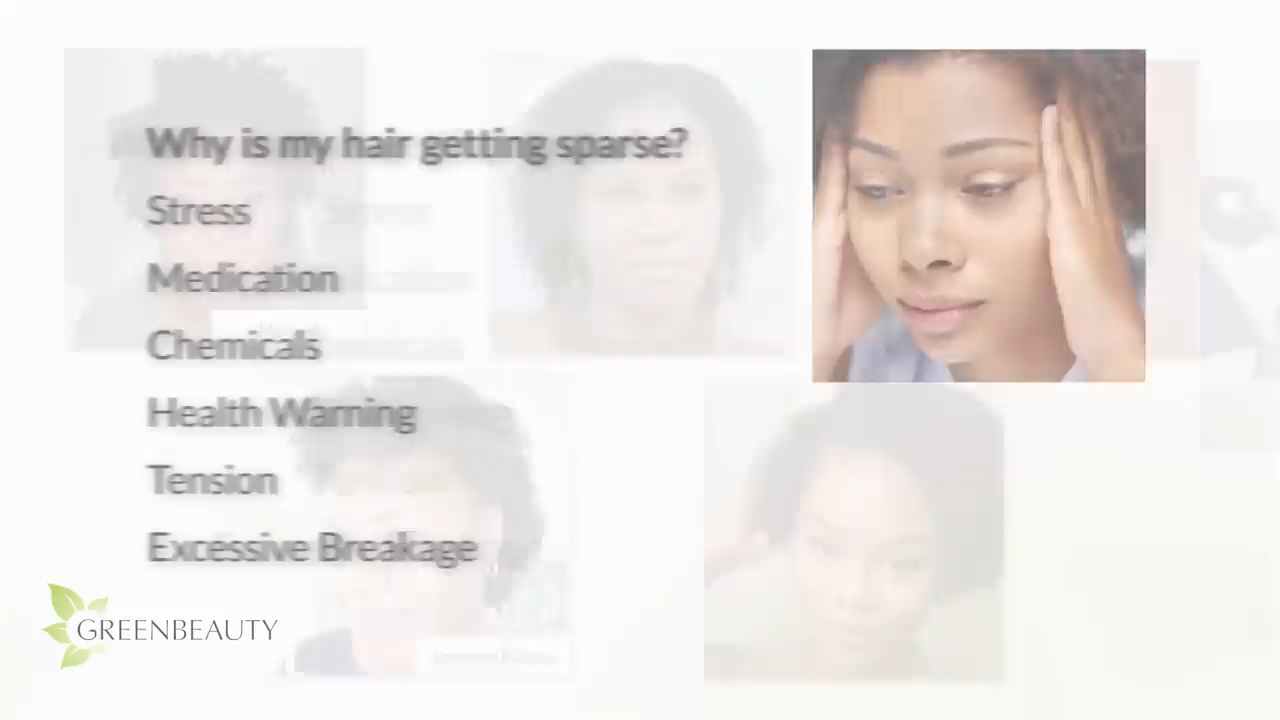 Why is my hair getting sparse?
Stress
Medication
Chemicals
Health Warning
Tension
Excessive Breakage
GREENBEAUTY